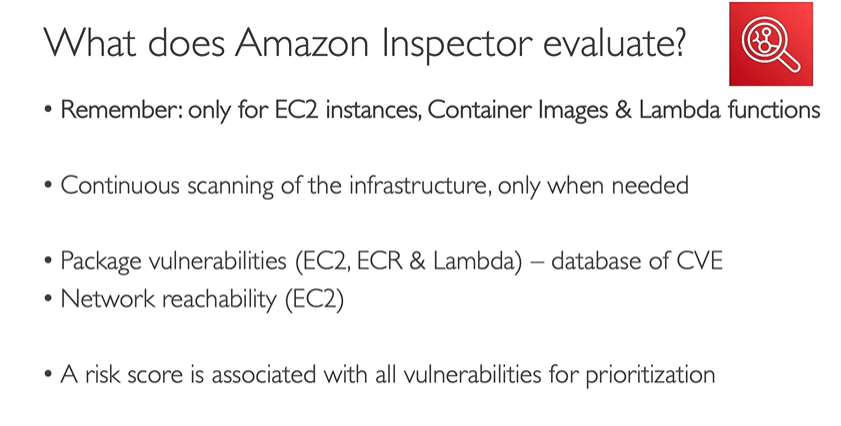 What does Amazon Inspector evaluate?
• Remember: only for EC2 instances, Container Images & Lambda functions
• Continuous scanning of the infrastructure, only when needed
• Package vulnerabilities (EC2, ECR & Lambda) – database of CVE
• Network reachability (EC2)
• A risk score is associated with all vulnerabilities for prioritization